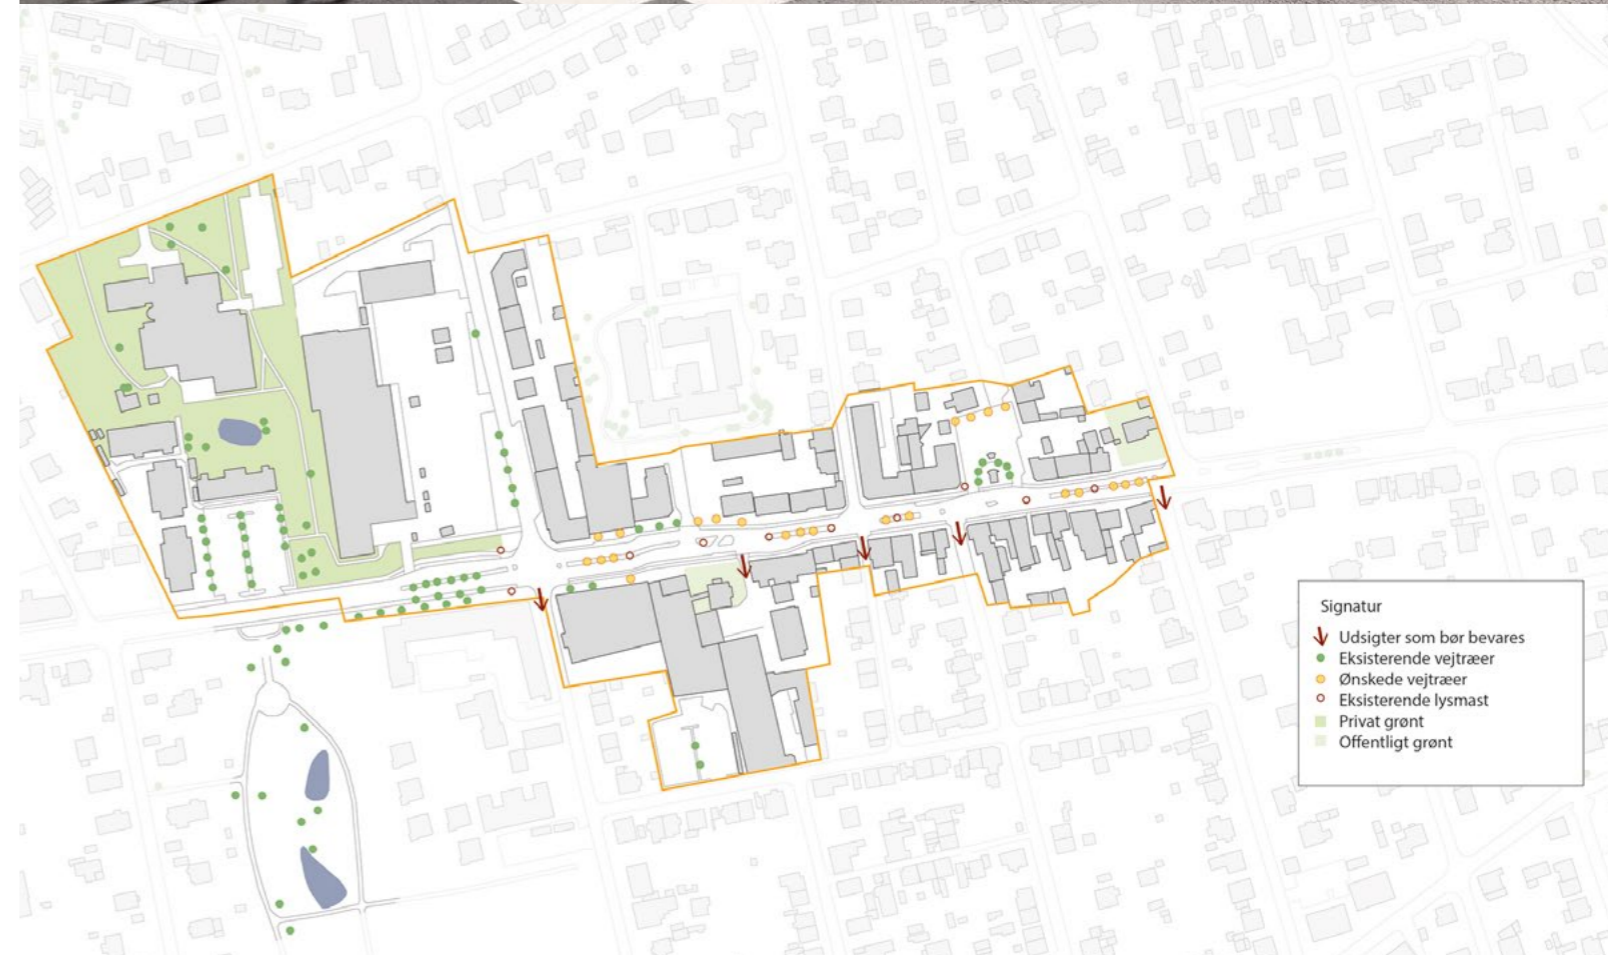 Signatur
Udsigter som bør bevares
Eksisterende vejtræer
Ønskede vejtræer
Eksisterende lysmast
Privat grønt
Offentligt grønt